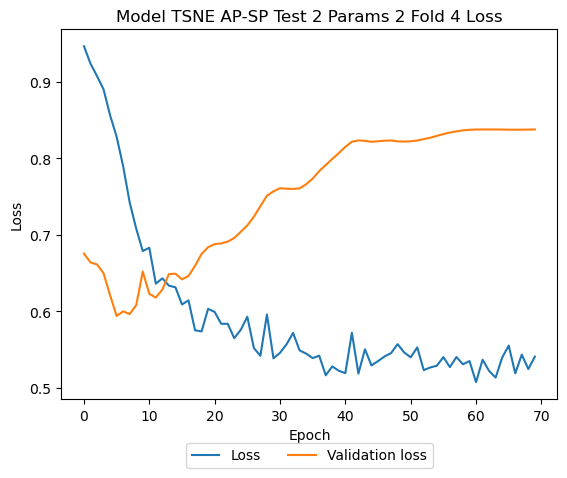 Model TSNE AP-SP Test 2 Params 2 Fold 4 Loss
0.9
0.8
0.7
0.6
0.5
Loss
0 10 20 30 40 50 60 70
Epoch
Loss Validation loss